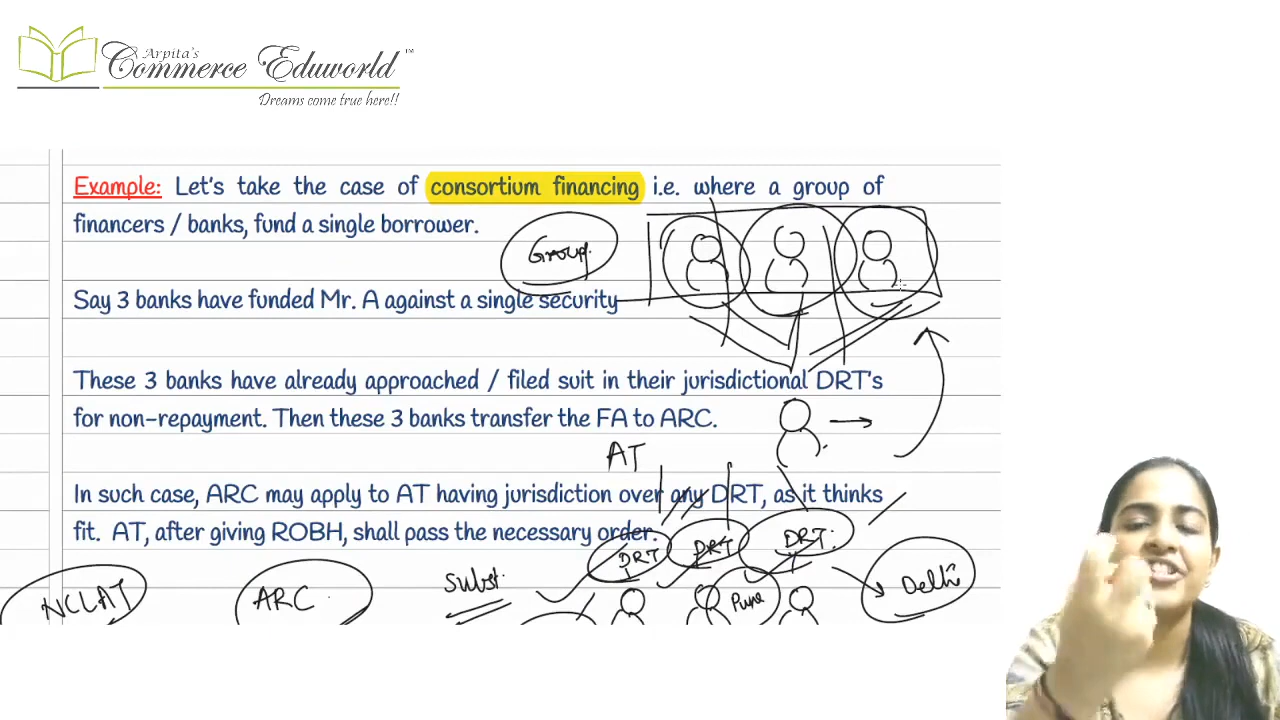 Arpita's
Commerce Eduworld™
Dreams come true here!!
Example: Let's take the case of consortium financing i.e. where a group of
financers / banks, fund a single borrower.
Group
Say 3 banks have funded Mr. A against a single security
These 3 banks have already approached / filed suit in their jurisdictional DRT's
for non-repayment. Then these 3 banks transfer the FA to ARC.
AT
In such case, ARC may apply to AT having jurisdiction over any DRT, as it thinks
fit. AT, after giving ROBH, shall pass the necessary order.
DRT DRT DRT
NCLAT ARC Subst. Pune Delhi